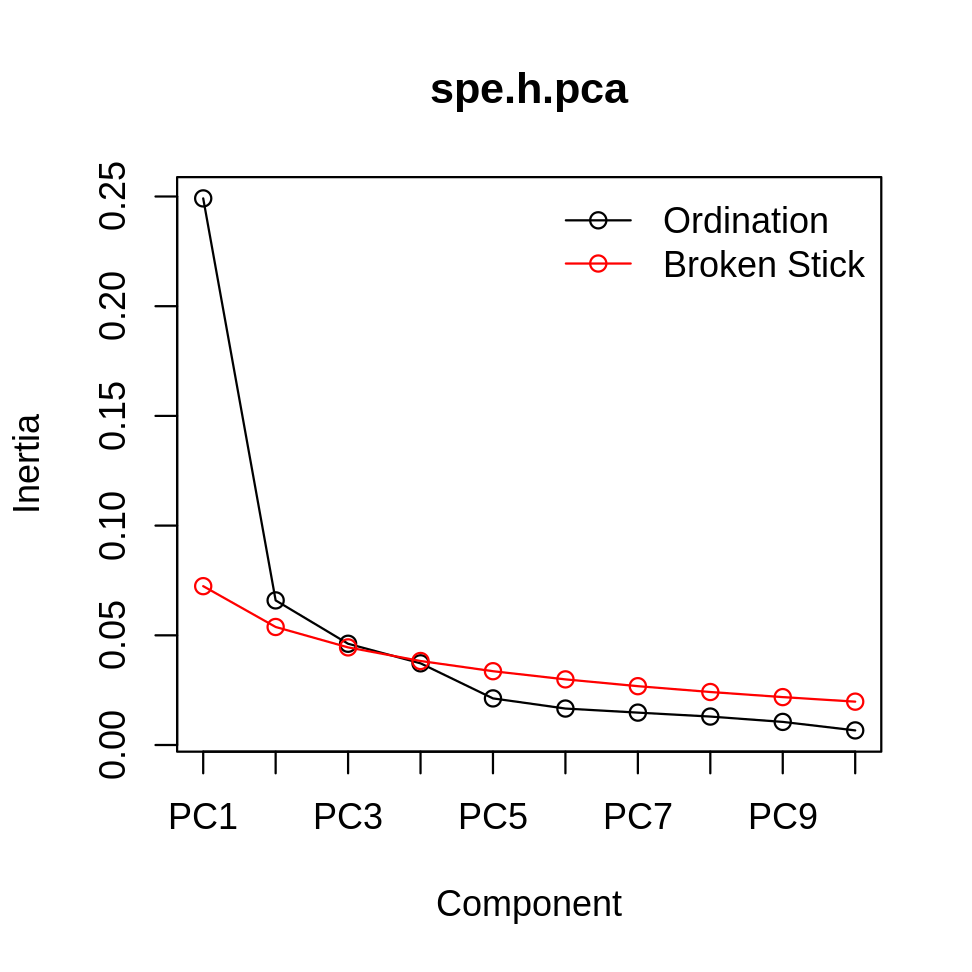 spe.h.pca
Ordination
Broken Stick
Inertia
0.25
0.20
0.15
0.10
0.05
0.00
PC1 PC3 PC5 PC7 PC9
Component